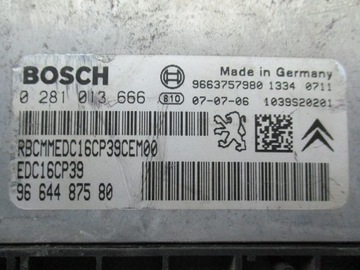 BOSCH
Made in Germany
9663757980 1334 0711
0 281 013 666 810 07-07-06 1039S20201
RBCMMEDC16CP39CEM00
EDC16CP39
96 644 875 80